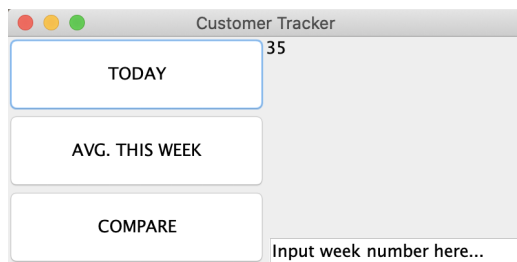 Customer Tracker
TODAY
35
AVG. THIS WEEK
COMPARE
Input week number here...